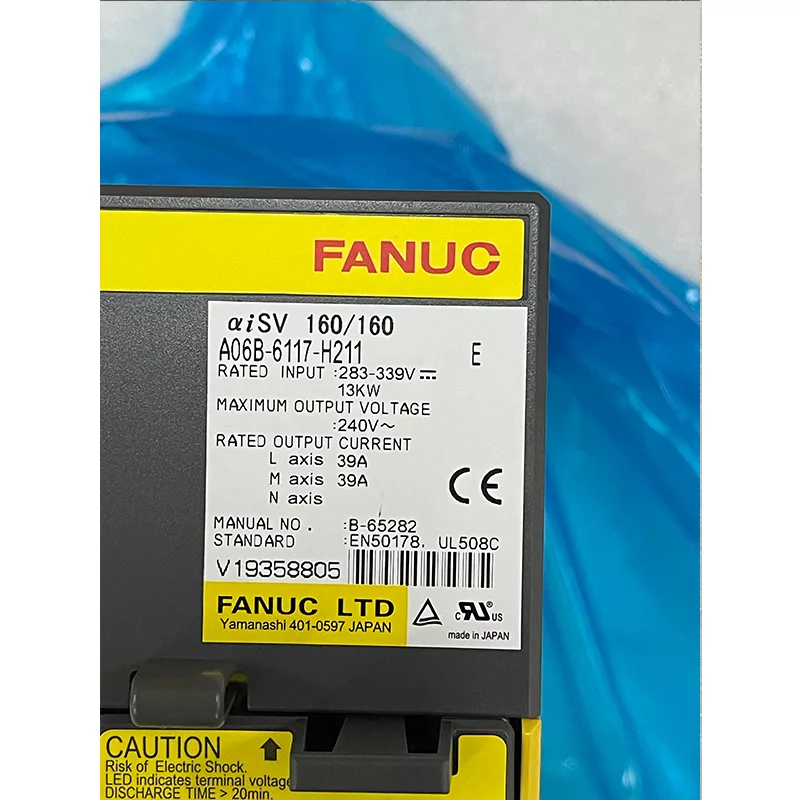 FANUC
αiSV 160/160
A06B-6117-H211 E
RATED INPUT :283-339V⎓
13KW
MAXIMUM OUTPUT VOLTAGE
:240V～
RATED OUTPUT CURRENT
L axis 39A
M axis 39A
N axis
CE
MANUAL NO. :B-65282
STANDARD :EN50178, UL508C
V19358805
FANUC LTD
Yamanashi 401-0597 JAPAN
c RU US
made in JAPAN
CAUTION
Risk of Electric Shock.
LED indicates terminal voltage
DISCHARGE TIME > 20min.